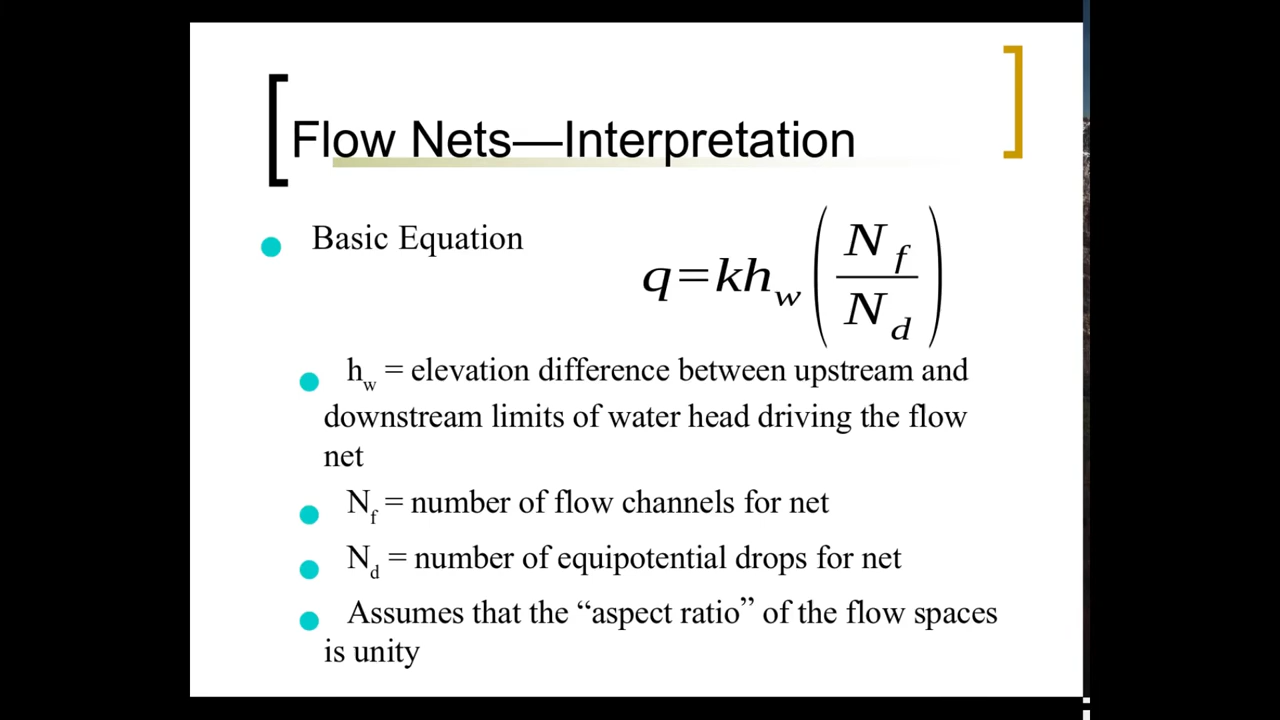 Flow Nets—Interpretation
Basic Equation
q=kh_w(N_f/N_d)
h_w = elevation difference between upstream and
downstream limits of water head driving the flow
net
N_f = number of flow channels for net
N_d = number of equipotential drops for net
Assumes that the “aspect ratio” of the flow spaces
is unity